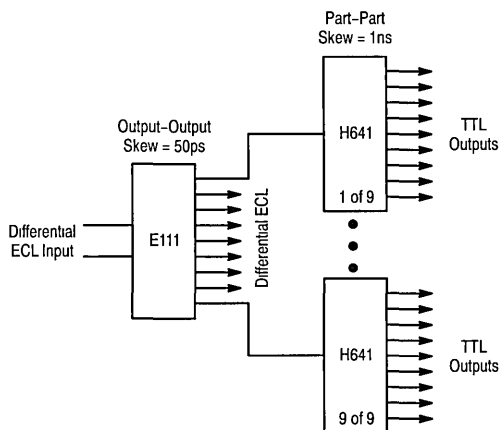 Part–Part
Skew = 1ns
Output–Output
Skew = 50ps
H641
TTL
Outputs
1 of 9
Differential
ECL Input
E111
Differential ECL
H641
TTL
Outputs
9 of 9